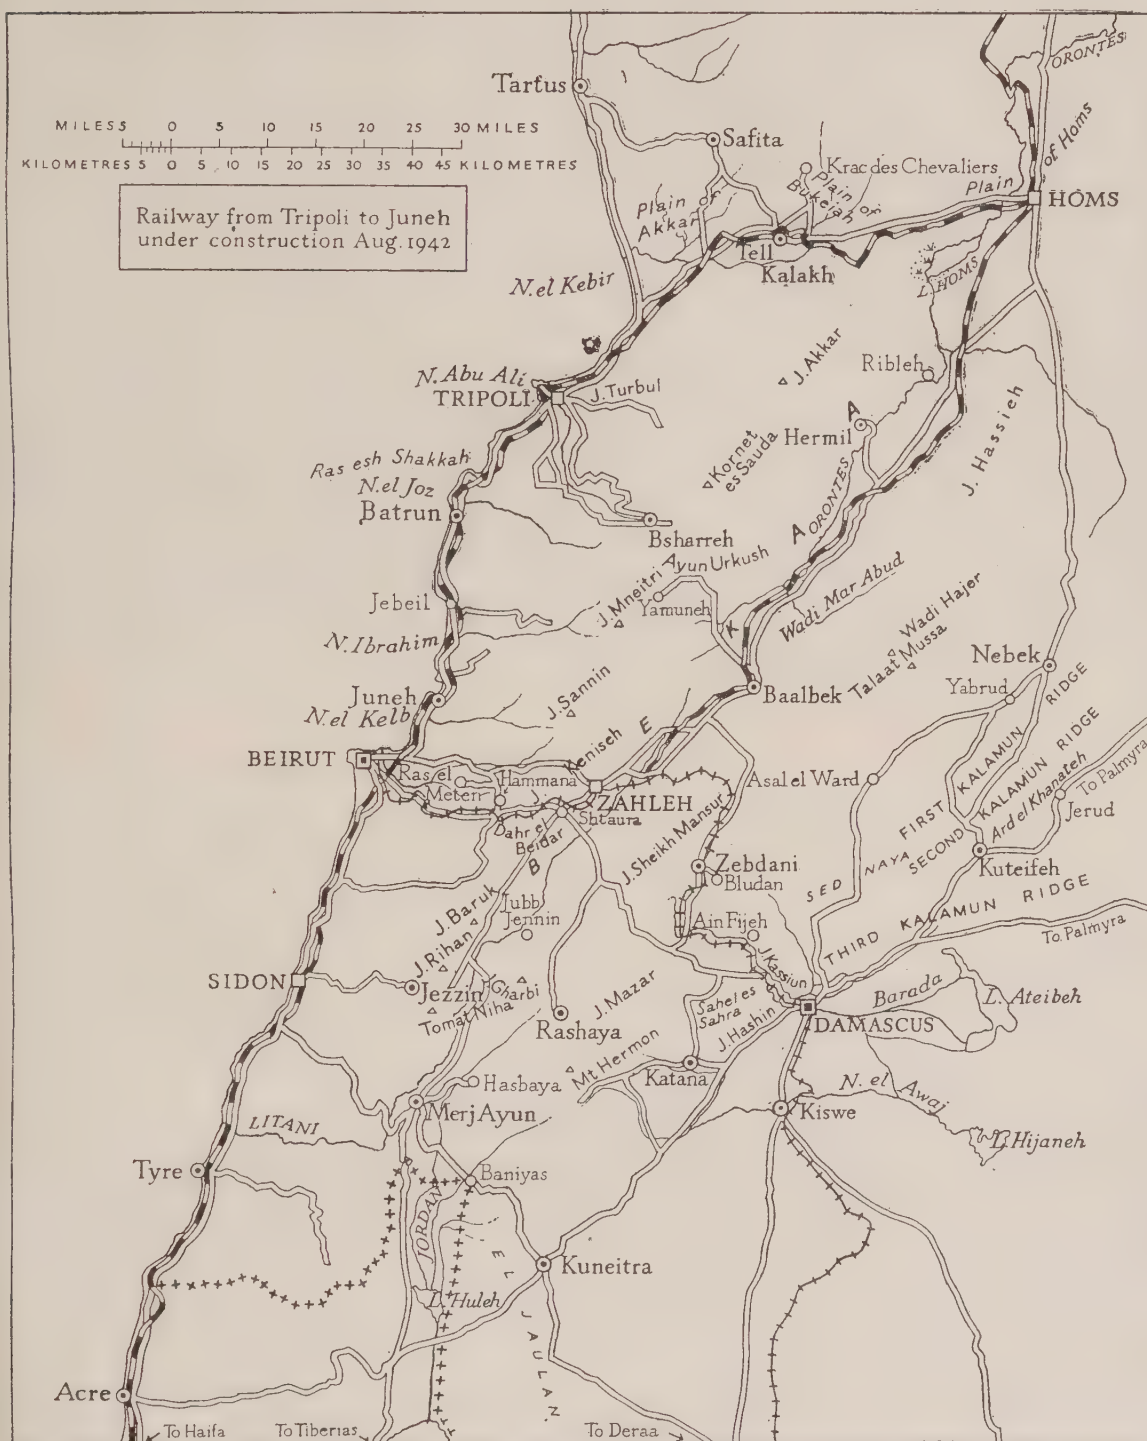 ORONTES
Tartus
MILES 5 0 5 10 15 20 25 30 MILES
KILOMETRES 5 0 5 10 15 20 25 30 35 40 45 KILOMETRES
Safita
Krac des Chevaliers
Plain of Homs
Plain of Bukeiah
HOMS
Railway from Tripoli to Juneh
under construction Aug. 1942
Plain of
Akkar
Tell
Kalakh
L. HOMS
N. el Kebir
J. Akkar
Ribleh
N. Abu Ali
TRIPOLI
J. Turbul
Hermil
J. Hassieh
Kornet
es Sauda
Ras esh Shakkah
N. el Joz
Batrun
ORONTES
Bsharreh
Ayun Urkush
J. Mneitri
Yamuneh
Jebeil
Wadi Mar Abud
N. Ibrahim
Wadi Hajer
Talaat Mussa
Nebek
Yabrud
Juneh
N. el Kelb
J. Sannin
Baalbek
B E K A A
BEIRUT
Ras el
Meten
Hammana
Keniseh
ZAHLEH
Shtaura
Dahr el
Beidar
Asal el Ward
FIRST KALAMUN RIDGE
SECOND KALAMUN RIDGE
Ard el Khanateh
To Palmyra
Jerud
J. Sheikh Mansur
Zebdani
Bludan
SED NAYA
Kuteifeh
THIRD KALAMUN RIDGE
To Palmyra
J. Baruk
Jubb
Jennin
Ain Fijeh
J. Kassiun
J. Rihan
SIDON
Jezzin
J. Gharbi
Tomat Niha
Rashaya
J. Mazar
Sahel es
Sahra
J. Hashin
Barada
L. Ateibeh
DAMASCUS
Mt Hermon
Katana
Hasbaya
Merj Ayun
N. el Awaj
Kiswe
L. Hijaneh
LITANI
Tyre
Baniyas
JORDAN
Kuneitra
L. Huleh
EL JAULAN
Acre
To Haifa
To Tiberias
To Deraa